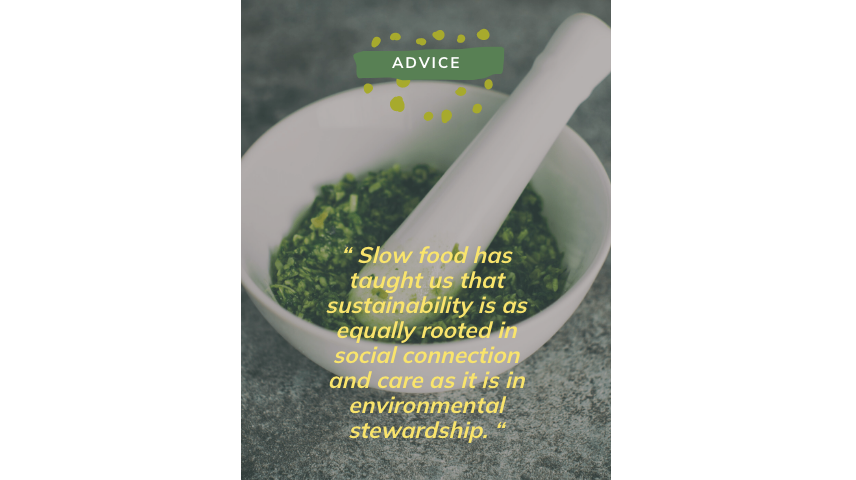 ADVICE
“ Slow food has
taught us that
sustainability is as
equally rooted in
social connection
and care as it is in
environmental
stewardship. “